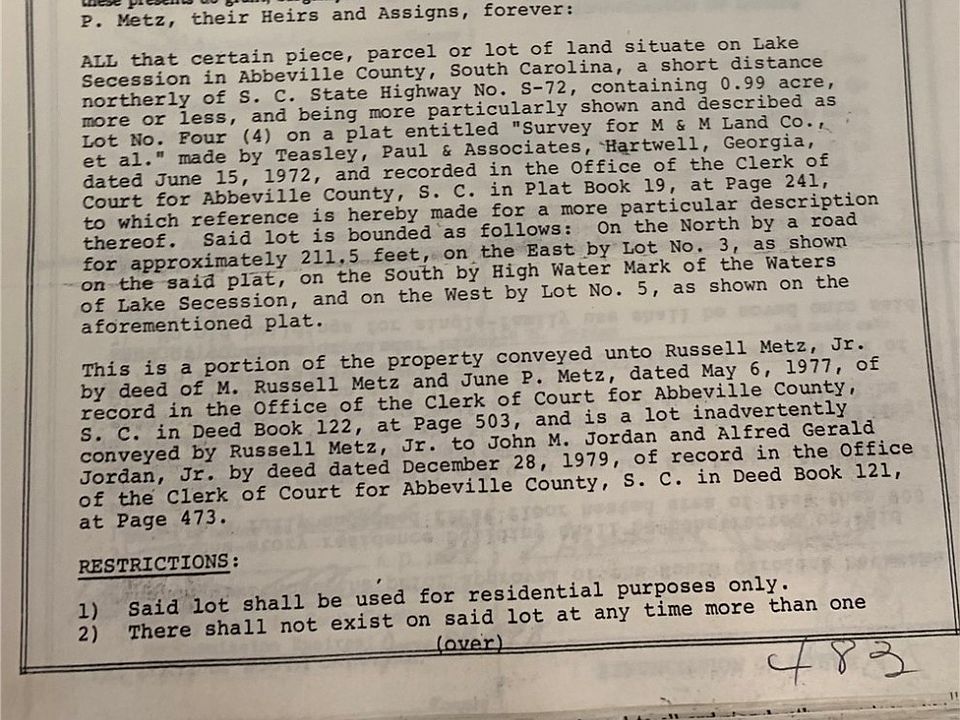 these presents do grant,
P. Metz, their Heirs and Assigns, forever:
ALL that certain piece, parcel or lot of land situate on Lake
Secession in Abbeville County, South Carolina, a short distance
northerly of S. C. State Highway No. S-72, containing 0.99 acre,
more or less, and being more particularly shown and described as
Lot No. Four (4) on a plat entitled "Survey for M & M Land Co.,
et al." made by Teasley, Paul & Associates, Hartwell, Georgia,
dated June 15, 1972, and recorded in the Office of the Clerk of
Court for Abbeville County, S. C. in Plat Book 19, at Page 241,
to which reference is hereby made for a more particular description
thereof. Said lot is bounded as follows: On the North by a road
for approximately 211.5 feet, on the East by Lot No. 3, as shown
on the said plat, on the South by High Water Mark of the Waters
of Lake Secession, and on the West by Lot No. 5, as shown on the
aforementioned plat.
This is a portion of the property conveyed unto Russell Metz, Jr.
by deed of M. Russell Metz and June P. Metz, dated May 6, 1977, of
record in the Office of the Clerk of Court for Abbeville County,
S. C. in Deed Book 122, at Page 503, and is a lot inadvertently
conveyed by Russell Metz, Jr. to John M. Jordan and Alfred Gerald
Jordan, Jr. by deed dated December 28, 1979, of record in the Office
of the Clerk of Court for Abbeville County, S. C. in Deed Book 121,
at Page 473.
RESTRICTIONS:
1) Said lot shall be used for residential purposes only.
2) There shall not exist on said lot at any time more than one
(over)
483